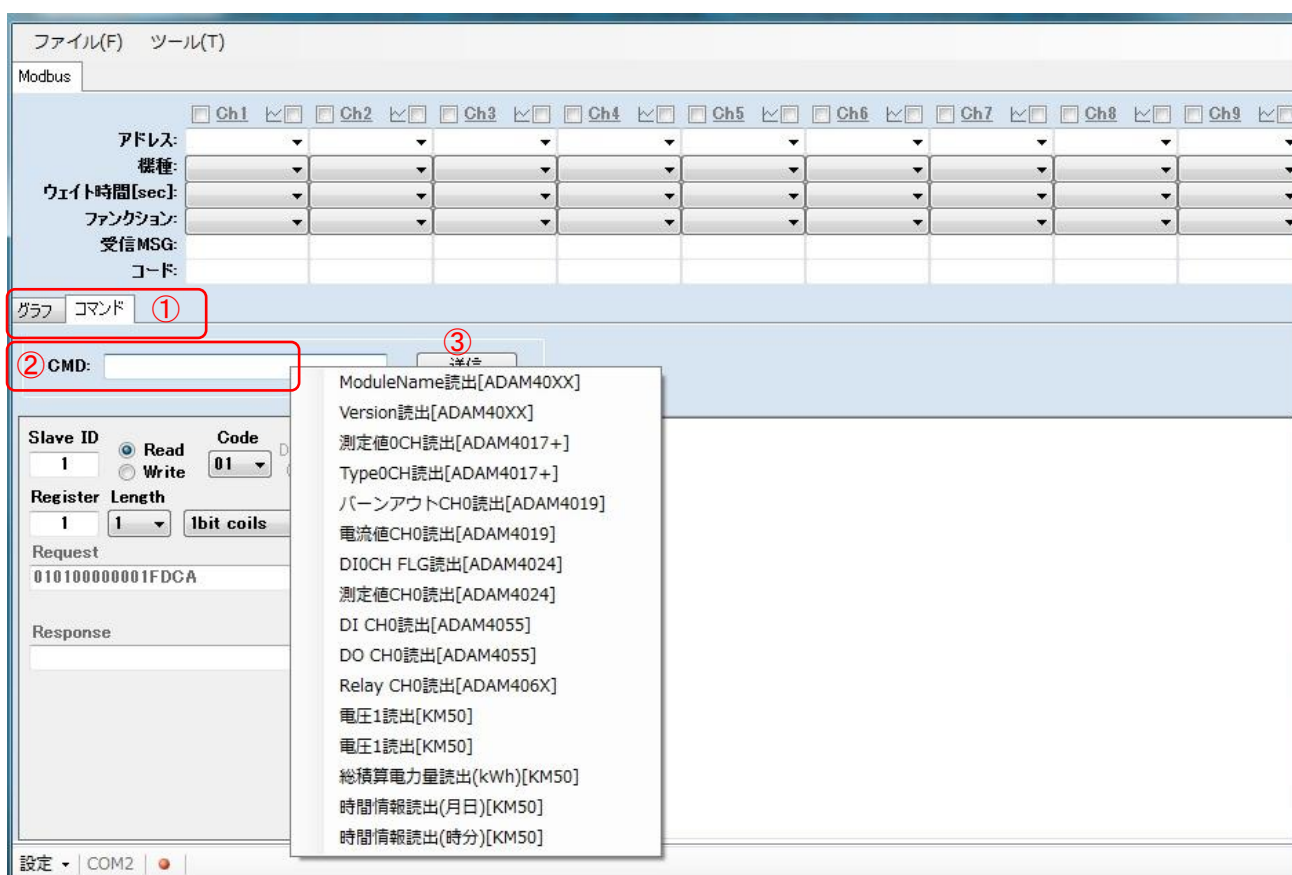 ファイル(F) ツール(T)
Modbus
Ch1 Ch2 Ch3 Ch4 Ch5 Ch6 Ch7 Ch8 Ch9
アドレス:
機種:
ウェイト時間[sec]:
ファンクション:
受信MSG:
コード:
グラフ コマンド ①
② CMD: ③ 送信
ModuleName読出[ADAM40XX]
Version読出[ADAM40XX]
測定値0CH読出[ADAM4017+]
Type0CH読出[ADAM4017+]
バーンアウトCH0読出[ADAM4019]
電流値CH0読出[ADAM4019]
DI0CH FLG読出[ADAM4024]
測定値CH0読出[ADAM4024]
DI CH0読出[ADAM4055]
DO CH0読出[ADAM4055]
Relay CH0読出[ADAM406X]
電圧1読出[KM50]
電圧1読出[KM50]
総積算電力量読出(kWh)[KM50]
時間情報読出(月日)[KM50]
時間情報読出(時分)[KM50]
Slave ID Read Code
1 Write 01
Register Length
1 1 1bit coils
Request
010100000001FDCA
Response
設定 COM2